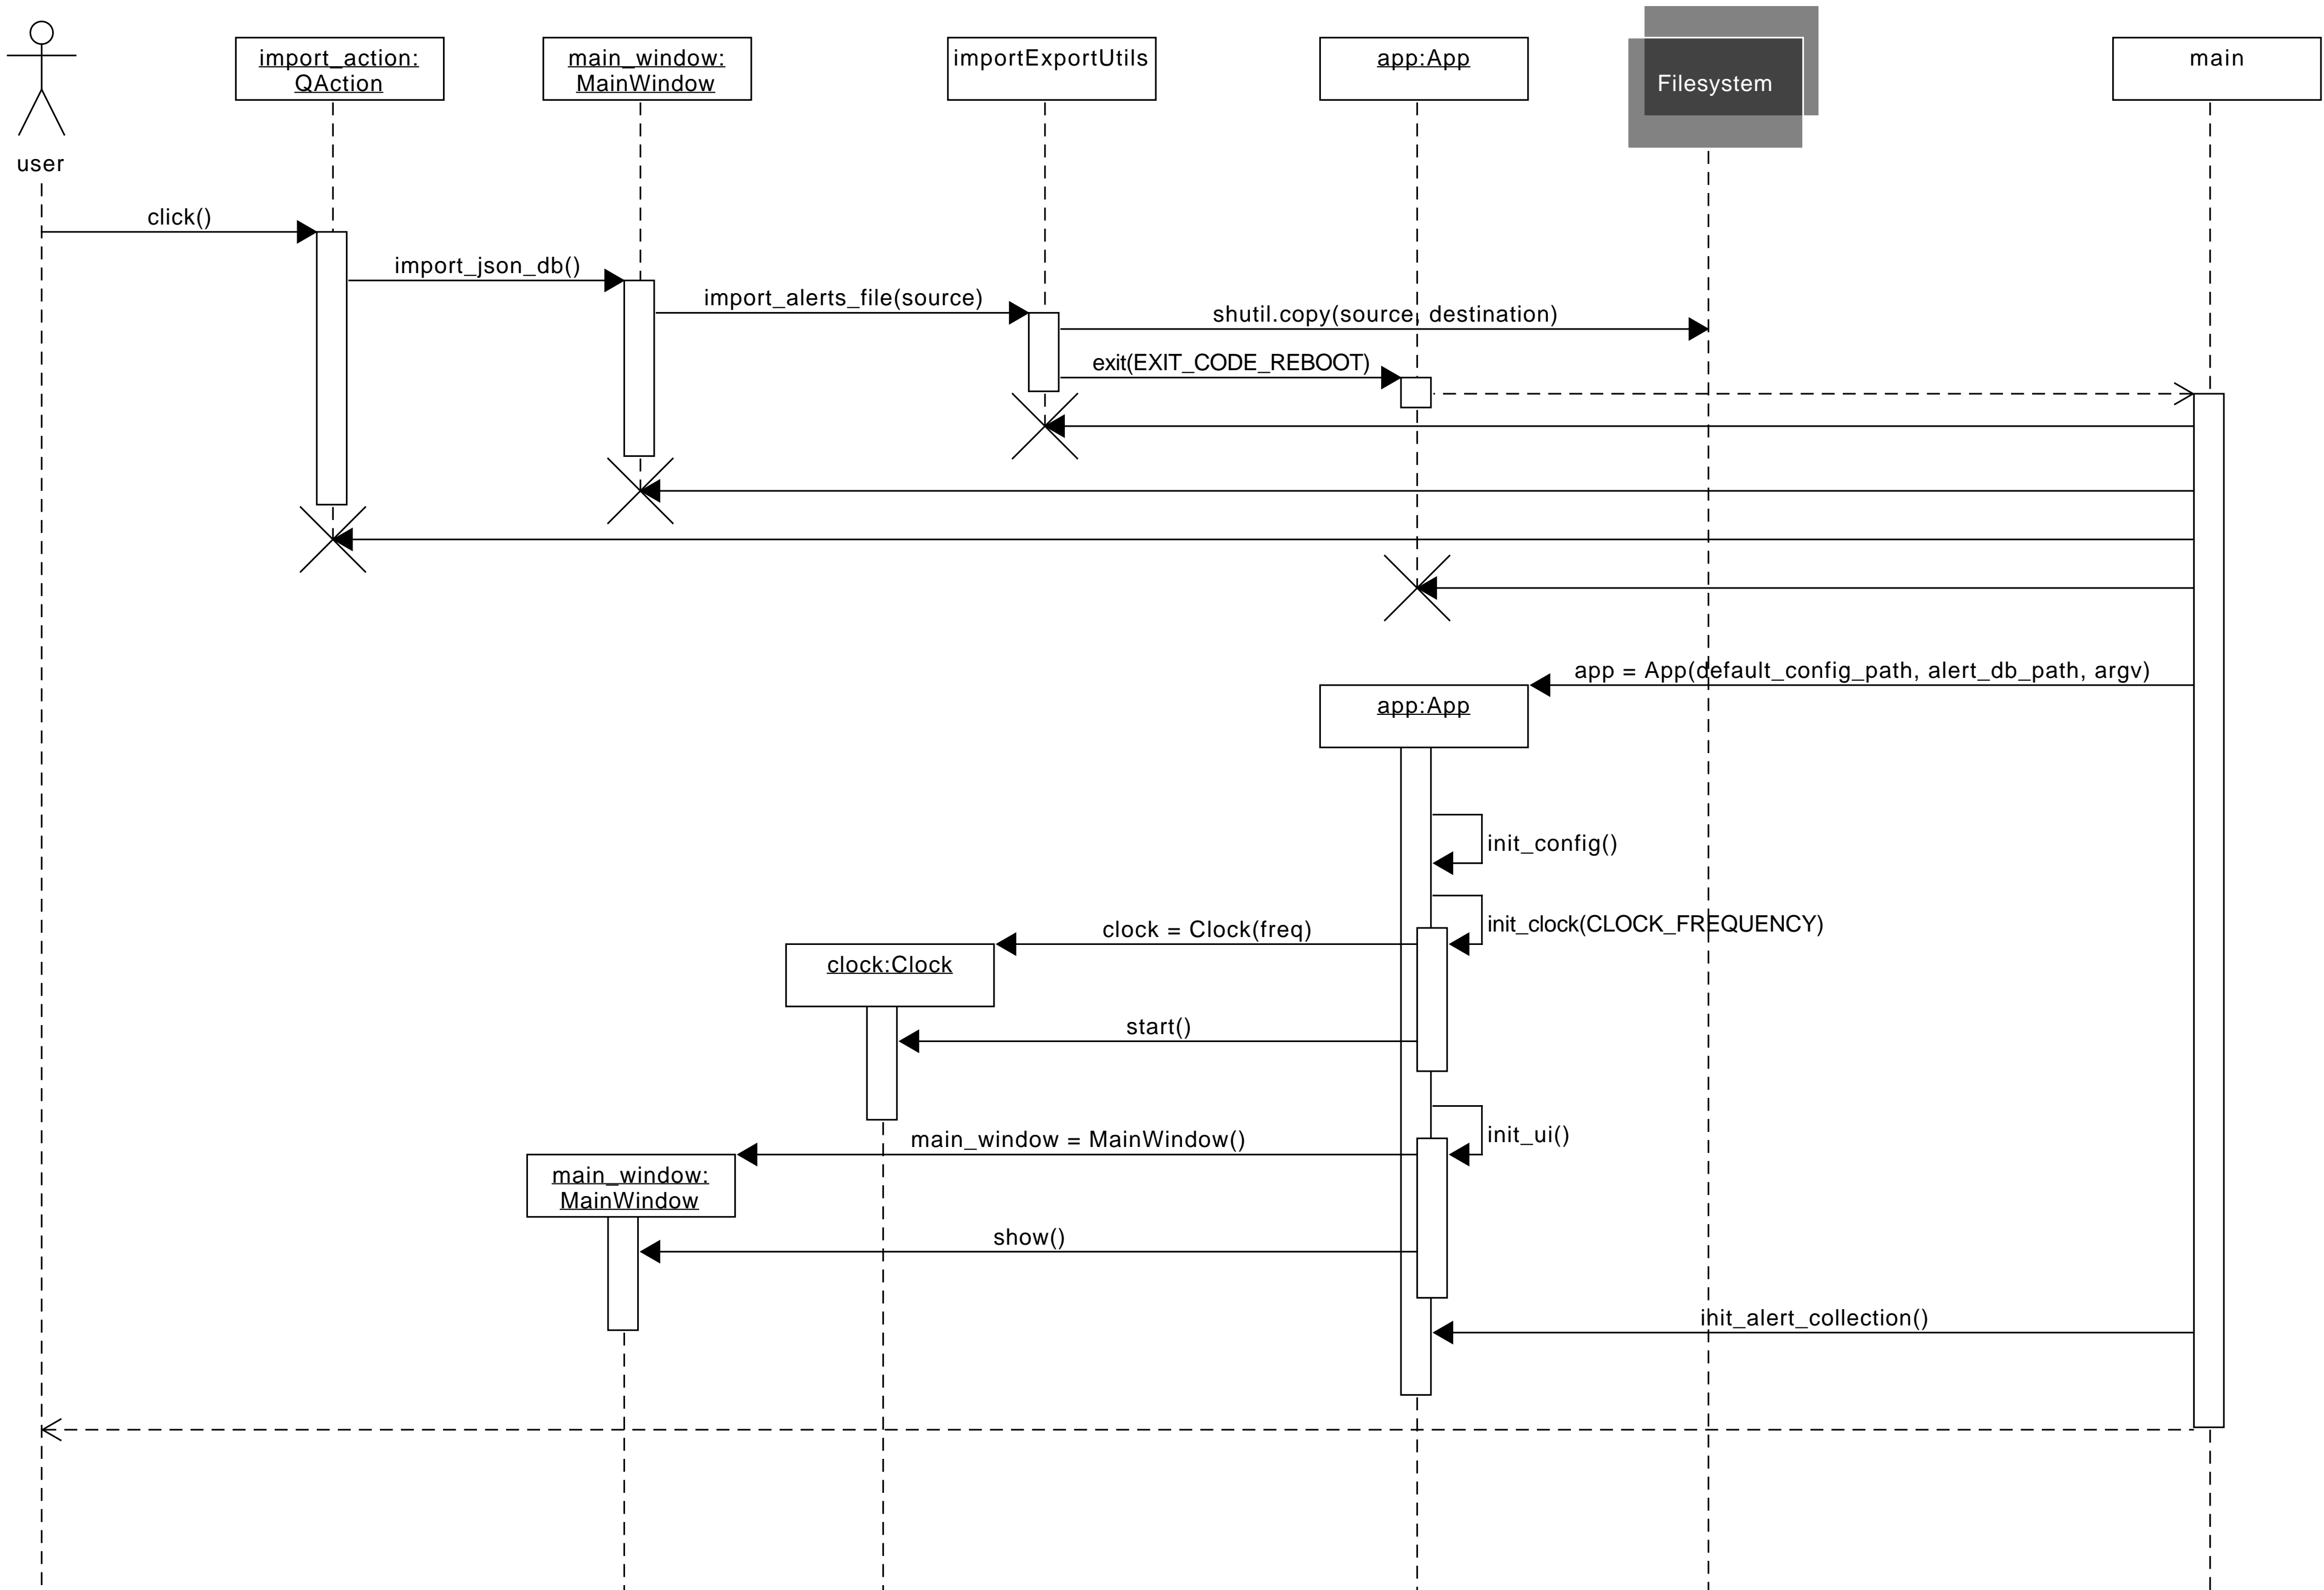 import_action:
QAction
main_window:
MainWindow
importExportUtils
app:App
Filesystem
main
user
click()
import_json_db()
import_alerts_file(source)
shutil.copy(source, destination)
exit(EXIT_CODE_REBOOT)
app = App(default_config_path, alert_db_path, argv)
app:App
init_config()
init_clock(CLOCK_FREQUENCY)
clock = Clock(freq)
clock:Clock
start()
init_ui()
main_window = MainWindow()
main_window:
MainWindow
show()
init_alert_collection()